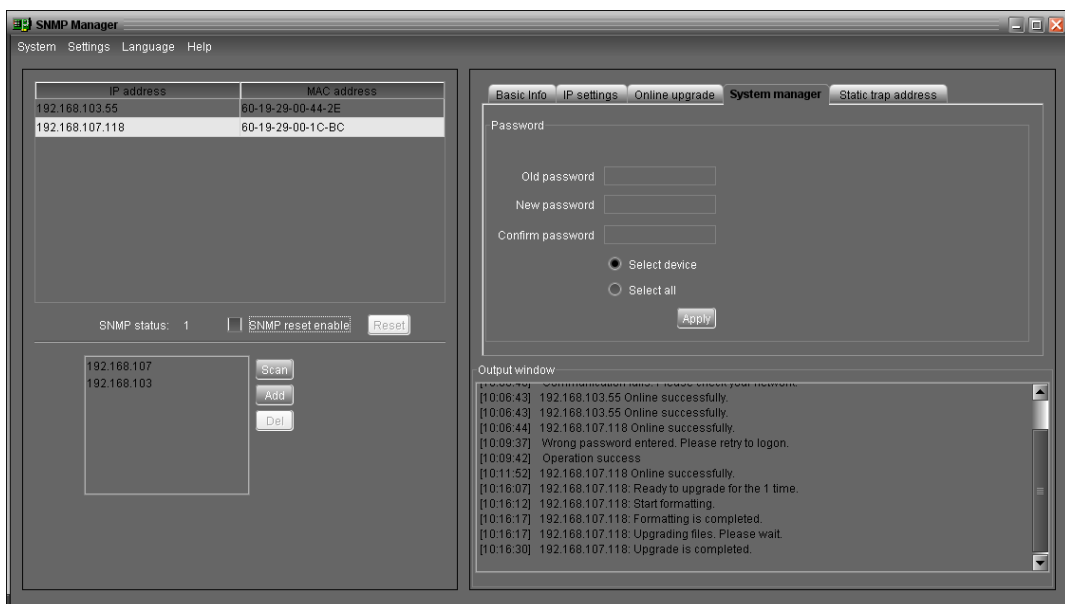 SNMP Manager
System Settings Language Help
IP address MAC address
192.168.103.55 60-19-29-00-44-2E
192.168.107.118 60-19-29-00-1C-BC
SNMP status: 1 SNMP reset enable Reset
192.168.107
192.168.103
Scan
Add
Del
Basic Info IP settings Online upgrade System manager Static trap address
Password
Old password
New password
Confirm password
Select device
Select all
Apply
Output window
Communication fails. Please check your network.
[10:06:43] 192.168.103.55 Online successfully.
[10:06:43] 192.168.103.55 Online successfully.
[10:06:44] 192.168.107.118 Online successfully.
[10:09:37] Wrong password entered. Please retry to logon.
[10:09:42] Operation success
[10:11:52] 192.168.107.118 Online successfully.
[10:16:07] 192.168.107.118: Ready to upgrade for the 1 time.
[10:16:12] 192.168.107.118: Start formatting.
[10:16:17] 192.168.107.118: Formatting is completed.
[10:16:17] 192.168.107.118: Upgrading files. Please wait.
[10:16:30] 192.168.107.118: Upgrade is completed.